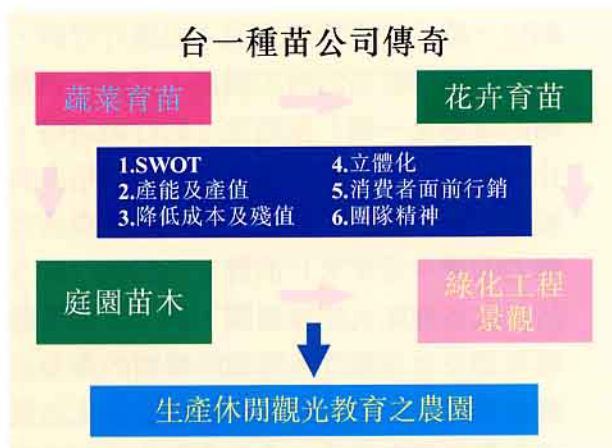 台一種苗公司傳奇
蔬菜育苗
花卉育苗
1.SWOT
2.產能及產值
3.降低成本及殘值
4.立體化
5.消費者面前行銷
6.團隊精神
庭園苗木
綠化工程
景觀
生產休閒觀光教育之農園